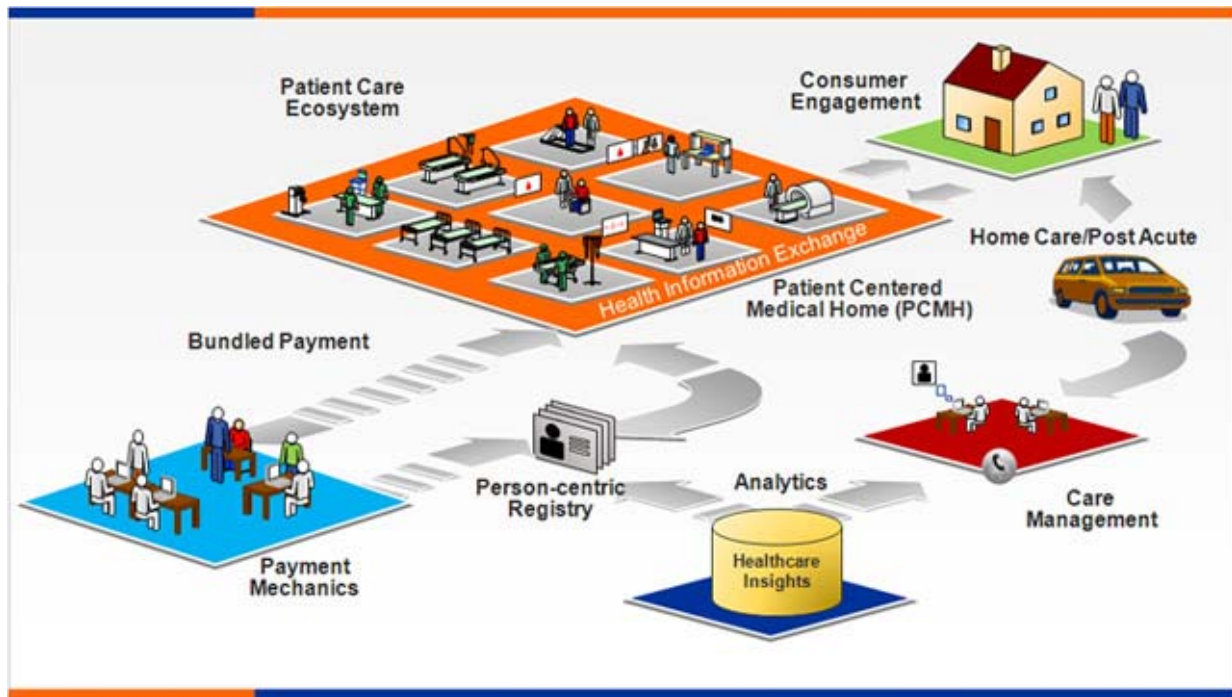 Patient Care
Ecosystem
Consumer
Engagement
Health Information Exchange
Home Care/Post Acute
Patient Centered
Medical Home (PCMH)
Bundled Payment
Person-centric
Registry
Analytics
Care
Management
Payment
Mechanics
Healthcare
Insights